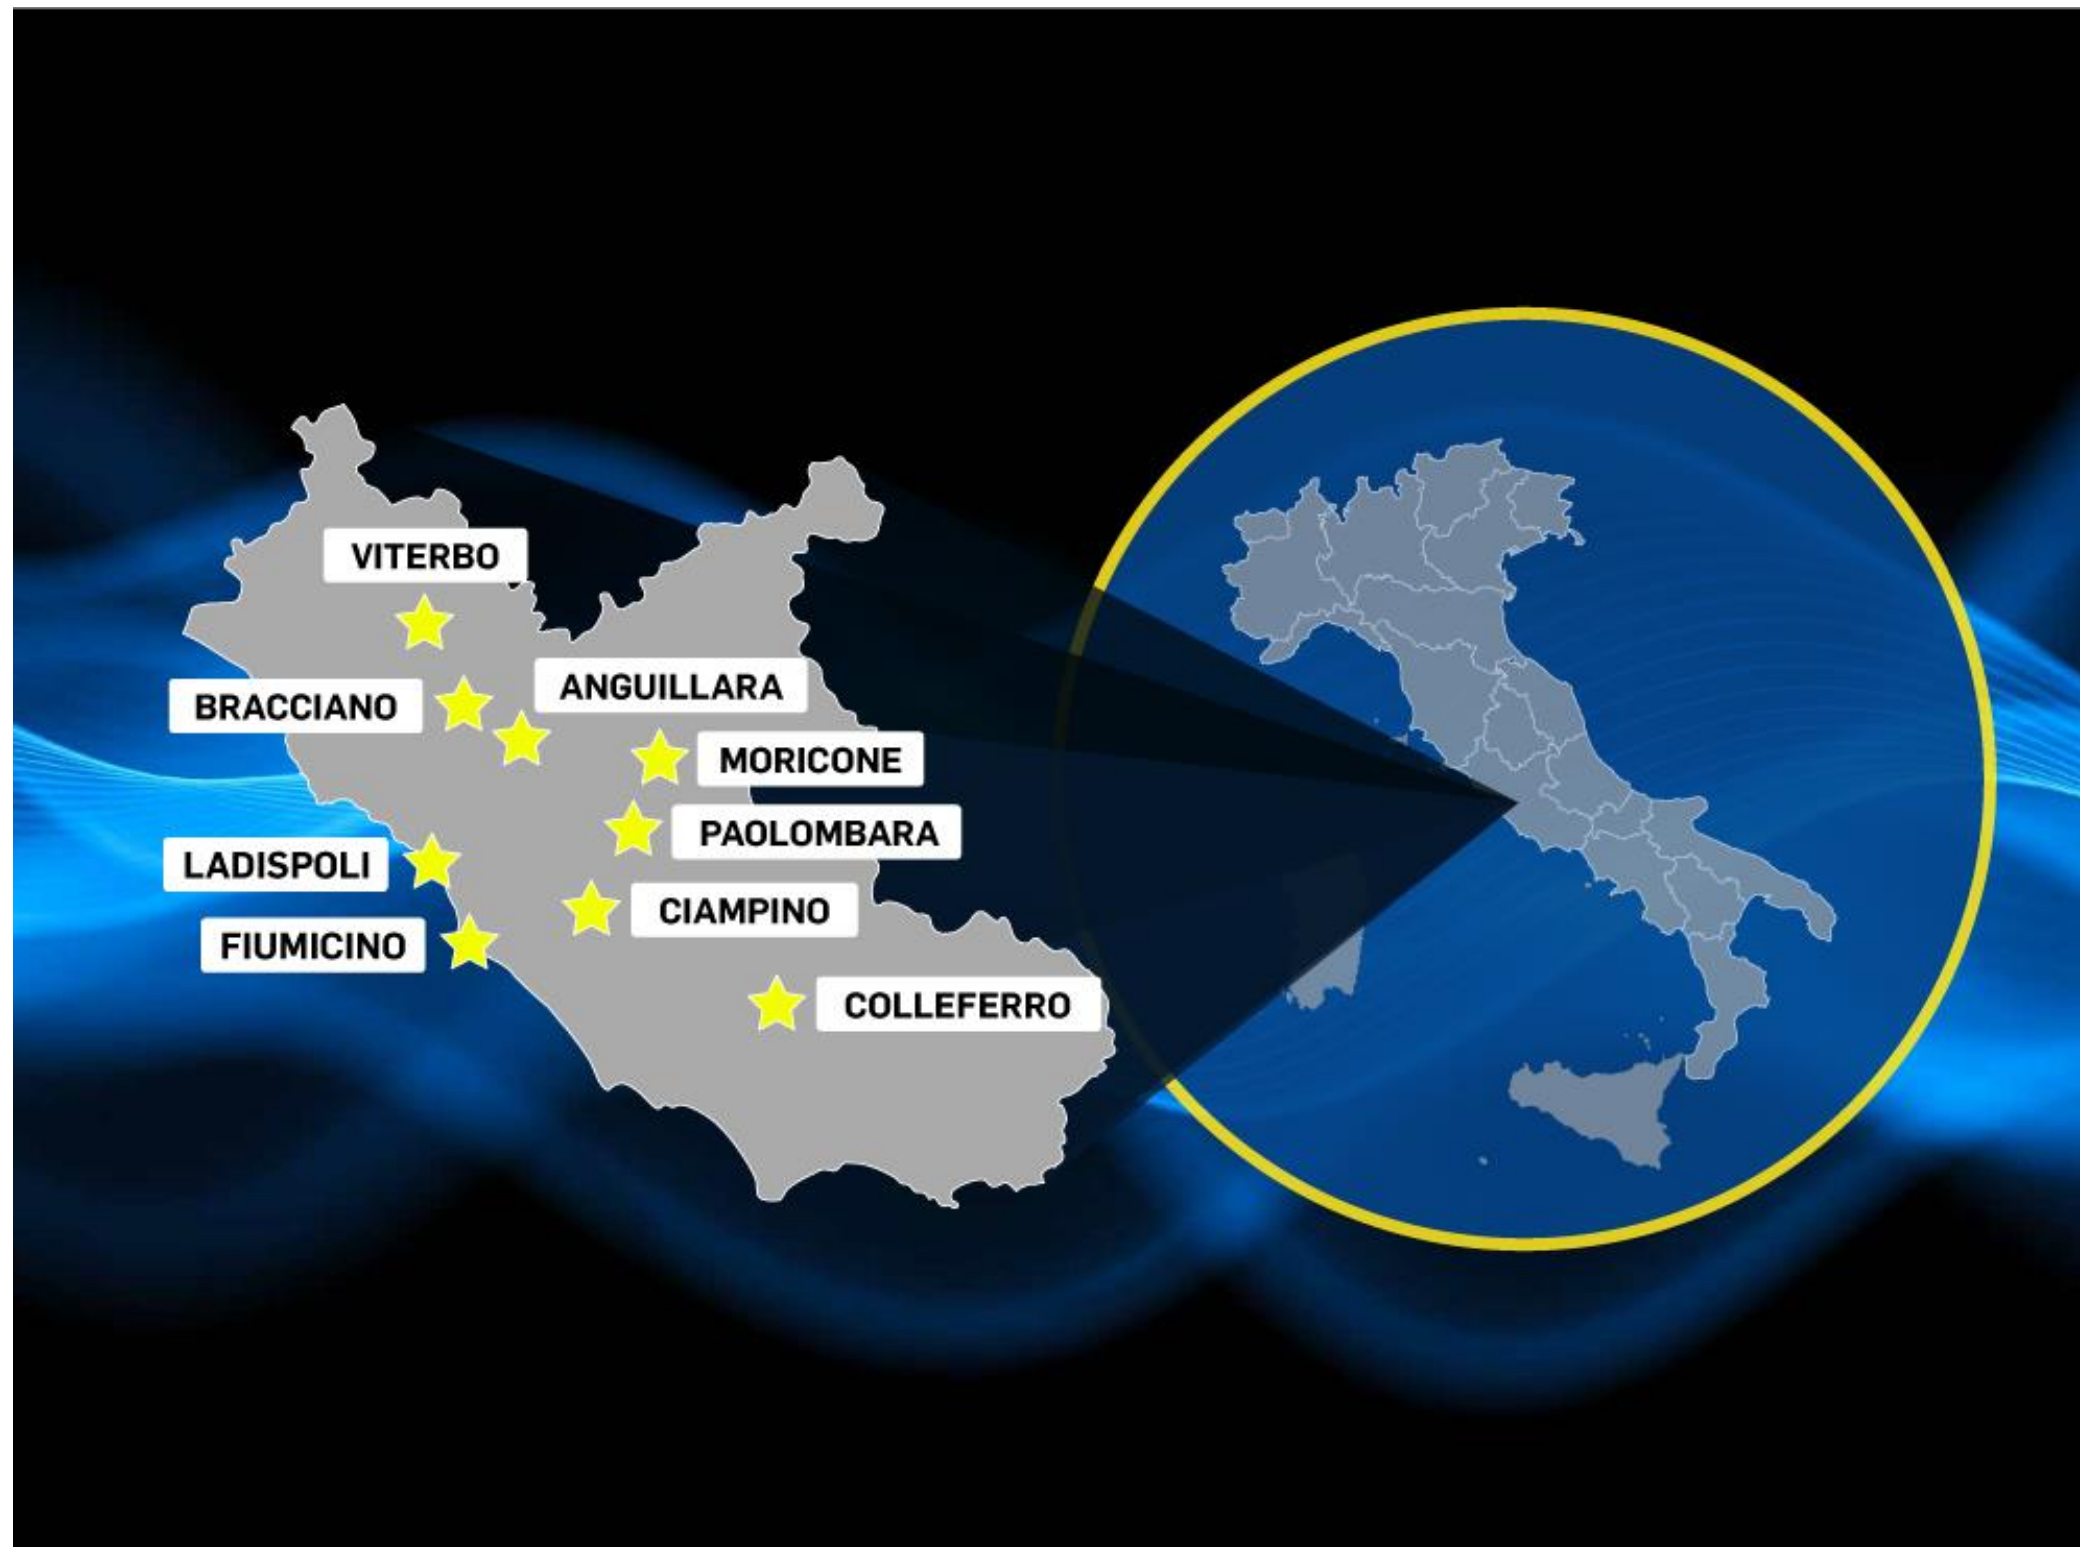 VITERBO
ANGUILLARA
BRACCIANO
MORICONE
PAOLOMBARA
LADISPOLI
CIAMPINO
FIUMICINO
COLLEFERRO